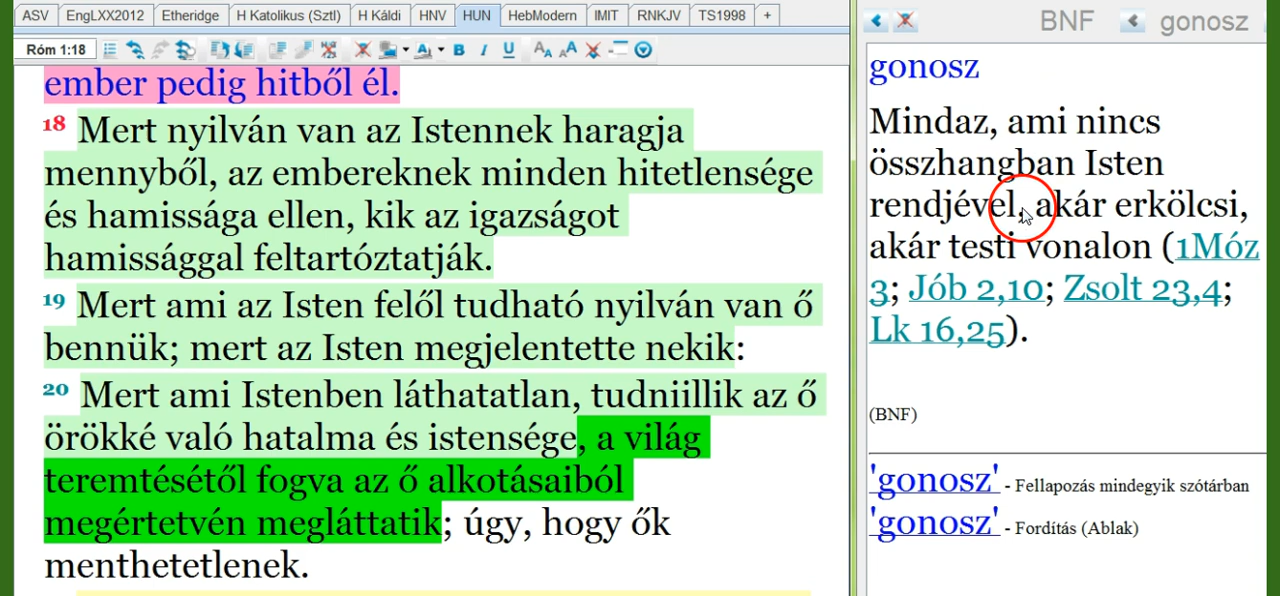 ASV EngLXX2012 Etheridge H Katolikus (Sztl) H Káldi HNV HUN HebModern IMIT RNKJV TS1998 +
Róm 1:18
ember pedig hitből él.
18 Mert nyilván van az Istennek haragja
mennyből, az embereknek minden hitetlensége
és hamissága ellen, kik az igazságot
hamissággal feltartóztatják.
19 Mert ami az Isten felől tudható nyilván van ő
bennük; mert az Isten megjelentette nekik:
20 Mert ami Istenben láthatatlan, tudniillik az ő
örökké való hatalma és istensége, a világ
teremtésétől fogva az ő alkotásaiból
megértetvén megláttatik; úgy, hogy ők
menthetetlenek.
BNF gonosz
gonosz
Mindaz, ami nincs
összhangban Isten
rendjével, akár erkölcsi,
akár testi vonalon (1Móz
3; Jób 2,10; Zsolt 23,4;
Lk 16,25).
(BNF)
'gonosz' - Fellapozás mindegyik szótárban
'gonosz' - Fordítás (Ablak)